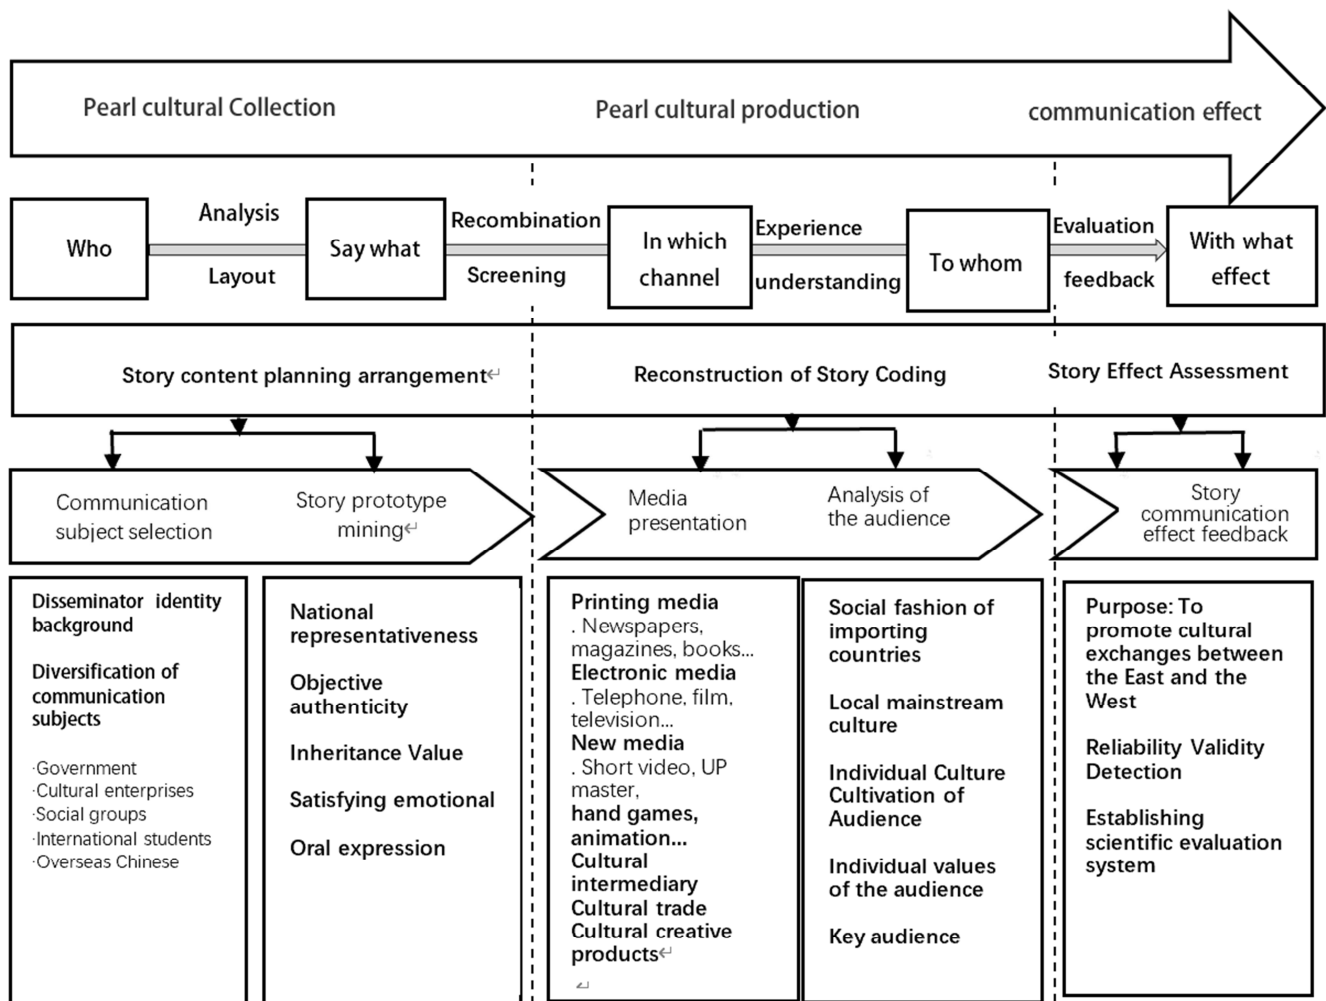 Pearl cultural Collection
Pearl cultural production
communication effect
Who
Analysis
Layout
Say what
Recombination
Screening
In which
channel
Experience
understanding
To whom
Evaluation
feedback
With what
effect
Story content planning arrangement↵
Reconstruction of Story Coding
Story Effect Assessment
Communication
subject selection
Story prototype
mining↵
Media
presentation
Analysis of
the audience
Story
communication
effect feedback
Disseminator identity
background
Diversification of
communication
subjects
·Government
·Cultural enterprises
·Social groups
·International students
·Overseas Chinese
National
representativeness
Objective
authenticity
Inheritance Value
Satisfying emotional
Oral expression
Printing media
. Newspapers,
magazines, books...
Electronic media
. Telephone, film,
television...
New media
. Short video, UP
master,
hand games,
animation...
Cultural
intermediary
Cultural trade
Cultural creative
products↵
↵
Social fashion of
importing
countries
Local mainstream
culture
Individual Culture
Cultivation of
Audience
Individual values
of the audience
Key audience
Purpose: To
promote cultural
exchanges between
the East and the
West
Reliability Validity
Detection
Establishing
scientific evaluation
system